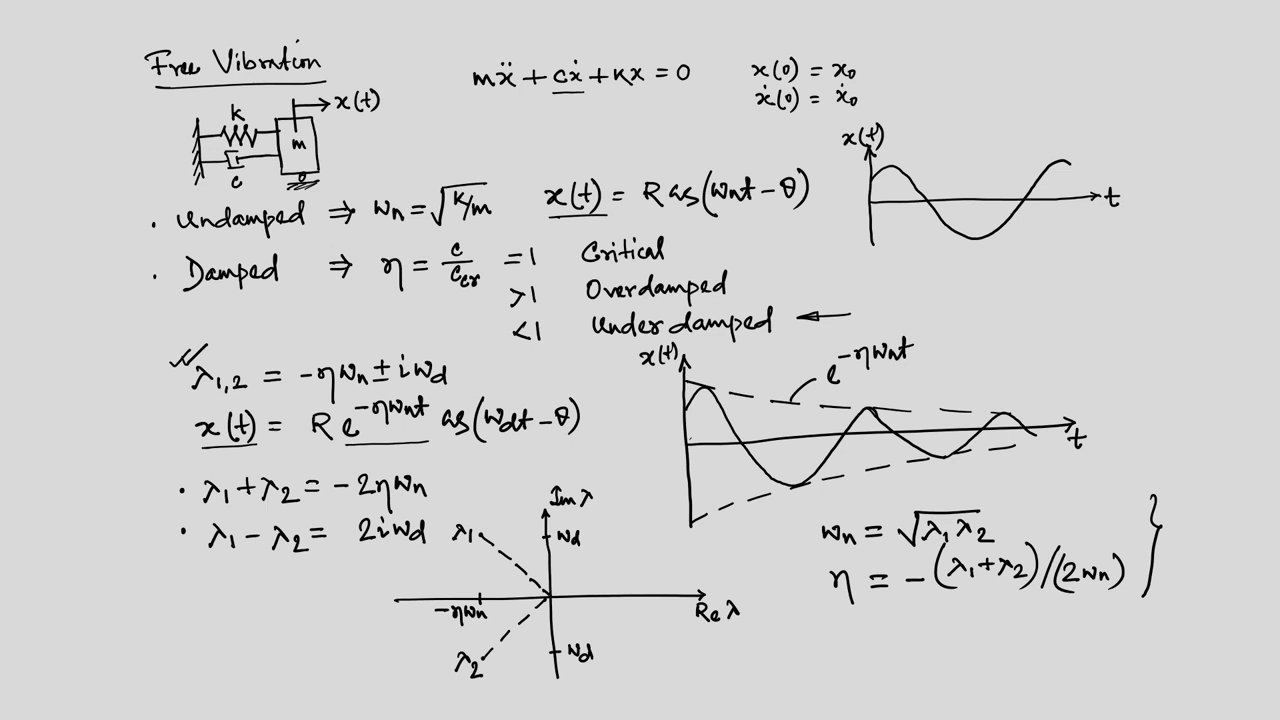 Free Vibration
mẍ + cẋ + kx = 0
x(0) = x₀
ẋ(0) = ẋ₀
k
x(t)
m
c
x(t)
t
· Undamped ⇒ ωn = √k/m
x(t) = R cos(ωnt − θ)
· Damped ⇒ η = c/ccr = 1 Critical
>1 Overdamped
<1 Underdamped ←
λ1,2 = −ηωn ± iωd
x(t) = R e^−ηωnt cos(ωdt − θ)
x(t)
e^−ηωnt
t
· λ1 + λ2 = −2ηωn
· λ1 − λ2 = 2iωd
Im λ
λ1
ωd
−ηωn
Re λ
λ2
ωd
ωn = √λ1 λ2
η = −(λ1 + λ2)/(2ωn)